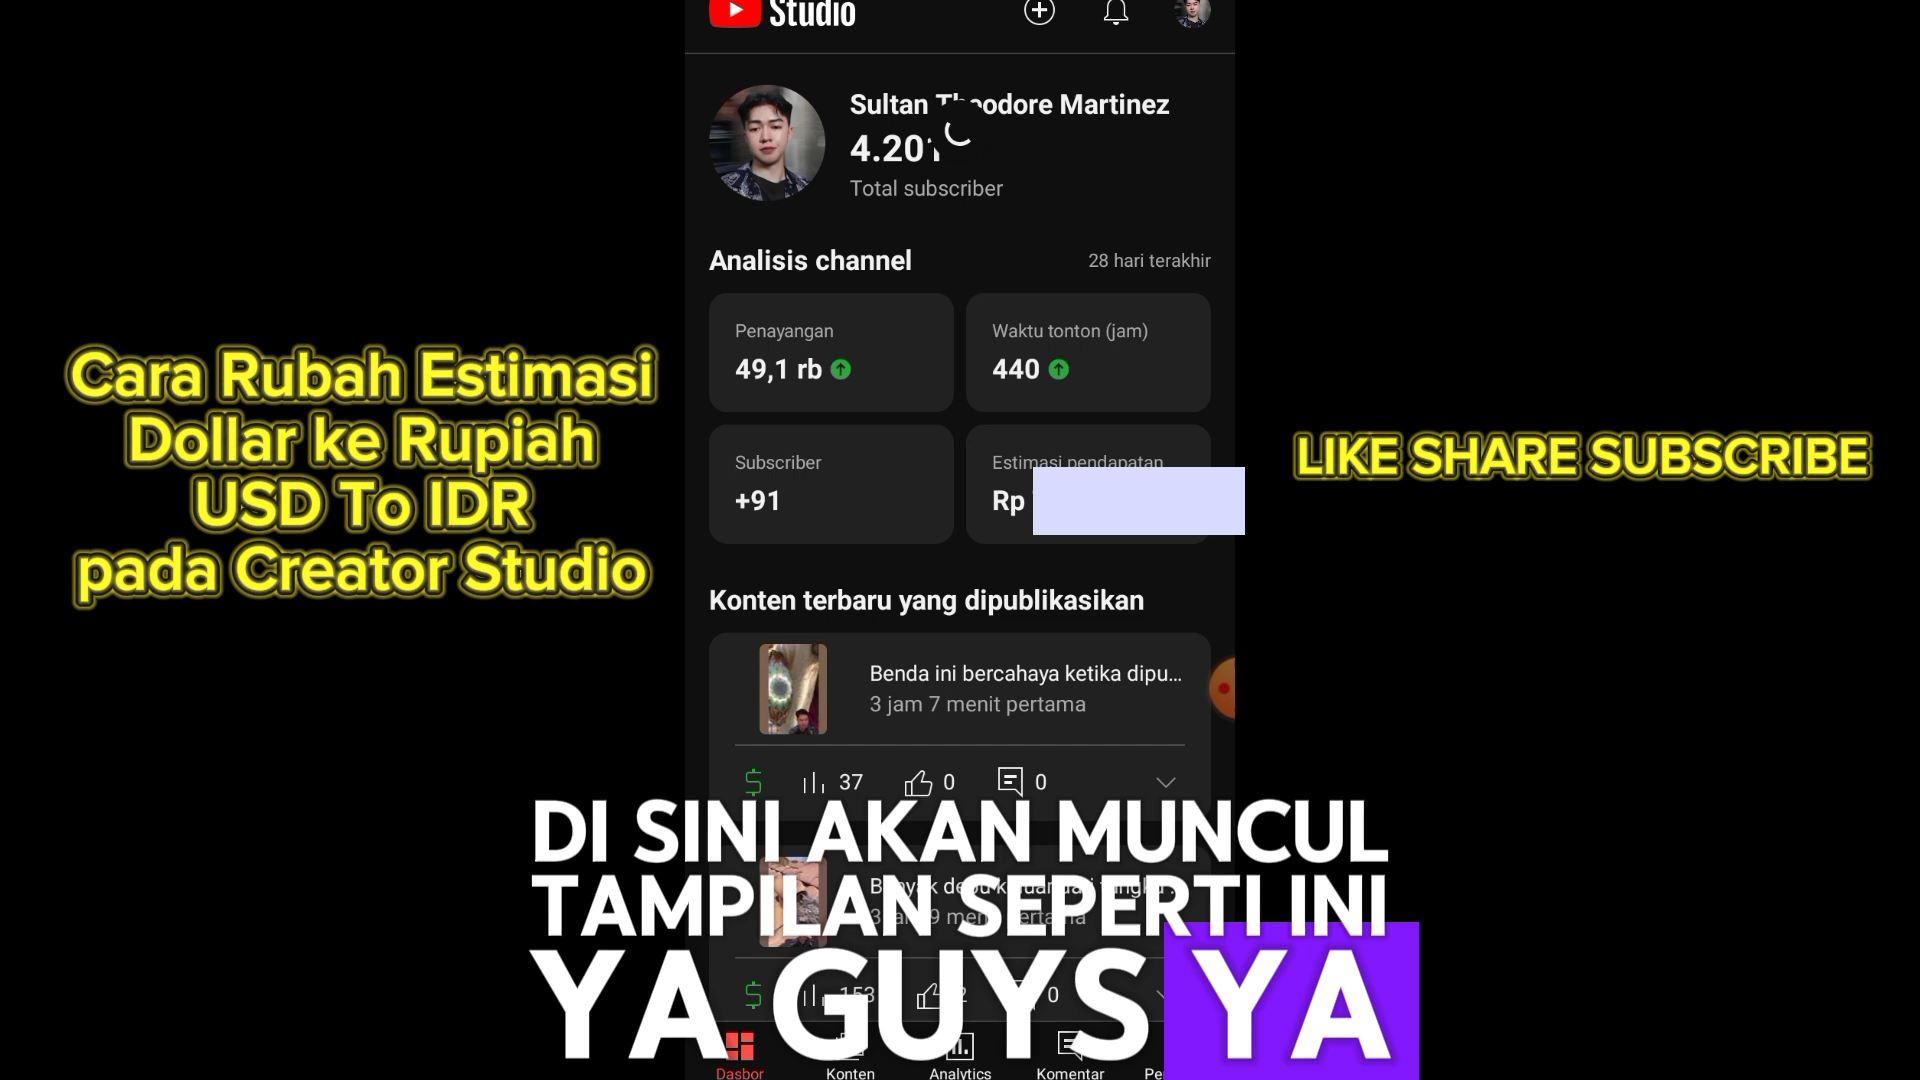 Studio
Sultan Theodore Martinez
4.201
Total subscriber
Analisis channel
28 hari terakhir
Penayangan
49,1 rb
Waktu tonton (jam)
440
Subscriber
+91
Estimasi pendapatan
Rp
Cara Rubah Estimasi
Dollar ke Rupiah
USD To IDR
pada Creator Studio
LIKE SHARE SUBSCRIBE
Konten terbaru yang dipublikasikan
Benda ini bercahaya ketika dipu...
3 jam 7 menit pertama
37
0
0
DI SINI AKAN MUNCUL
TAMPILAN SEPERTI INI
YA GUYS YA
153
2
0
Dasbor
Konten
Analytics
Komentar